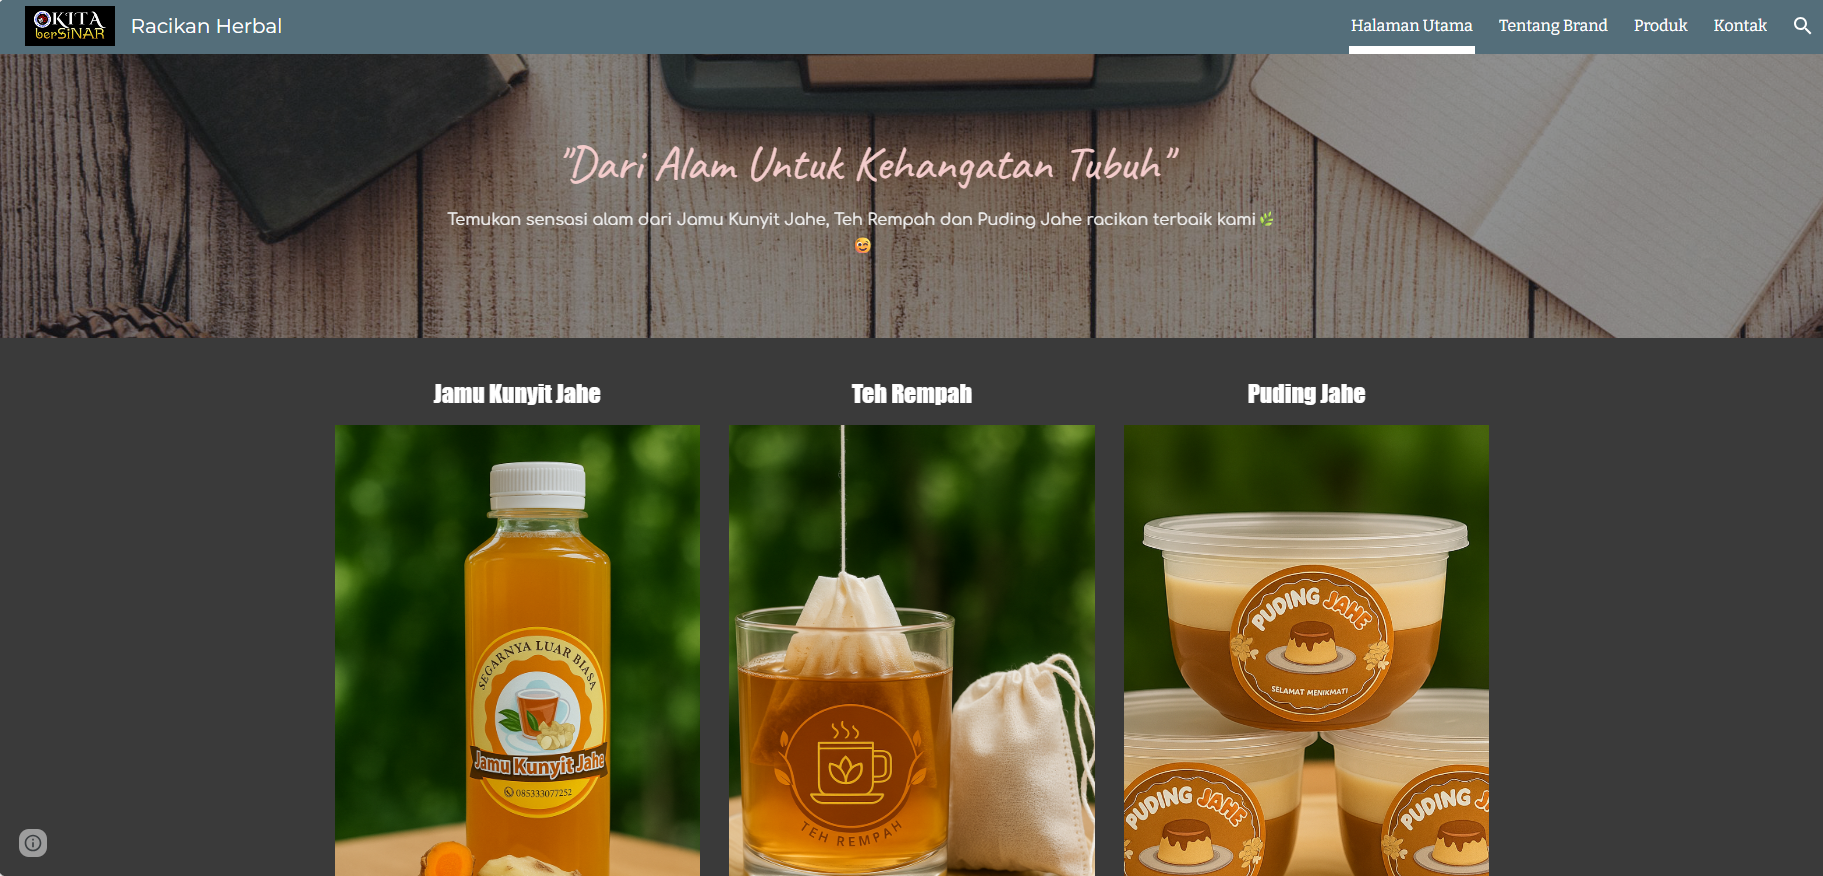 KITA
berSiNAR
Racikan Herbal
Halaman Utama
Tentang Brand
Produk
Kontak
"Dari Alam Untuk Kehangatan Tubuh"
Temukan sensasi alam dari Jamu Kunyit Jahe, Teh Rempah dan Puding Jahe racikan terbaik kami🌿
😋
Jamu Kunyit Jahe
Teh Rempah
Puding Jahe
SEGARNYA LUAR BIASA
Jamu Kunyit Jahe
085333077252
TEH REMPAH
PUDING JAHE
SELAMAT MENIKMATI
PUDING JAHE
PUDING JA